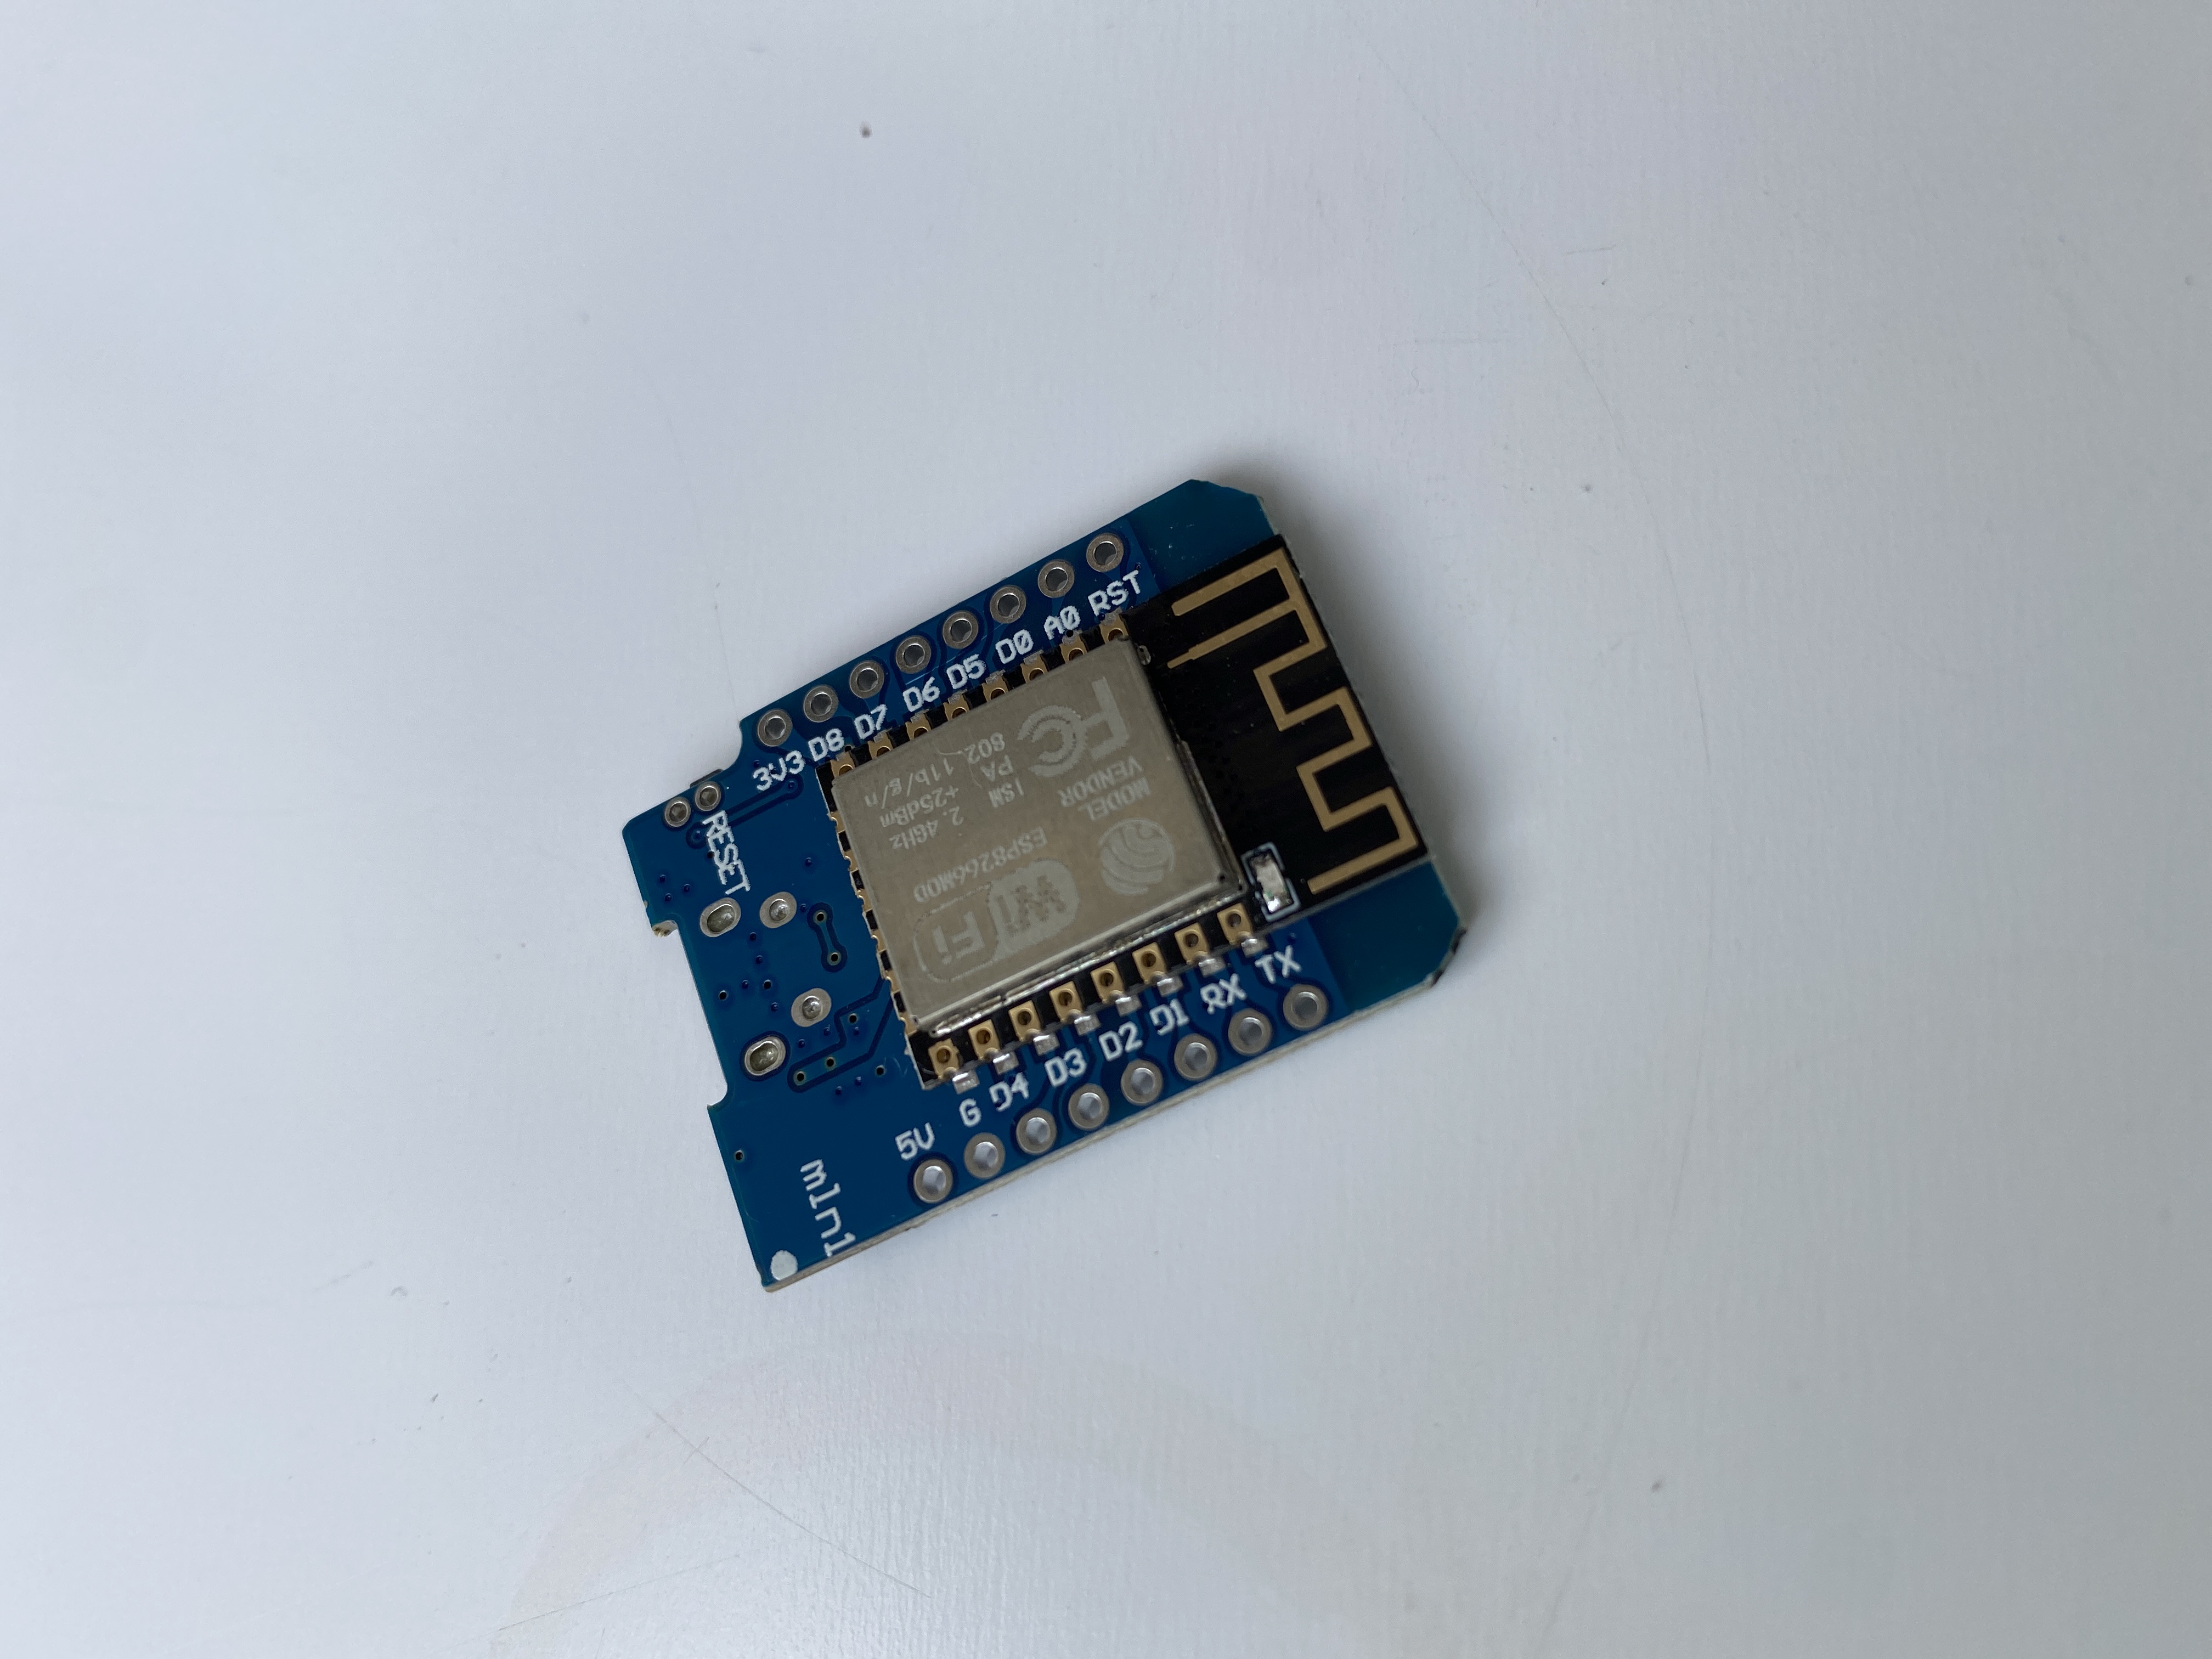 RESET
mini
5V
G
D4
D3
D2
D1
RX
TX
3V3
D8
D7
D6
D5
D0
A0
RST
WiFi
ESP8266MOD
MODEL
VENDOR
ISM 2.4GHz
PA +25dBm
802.11b/g/n
FC